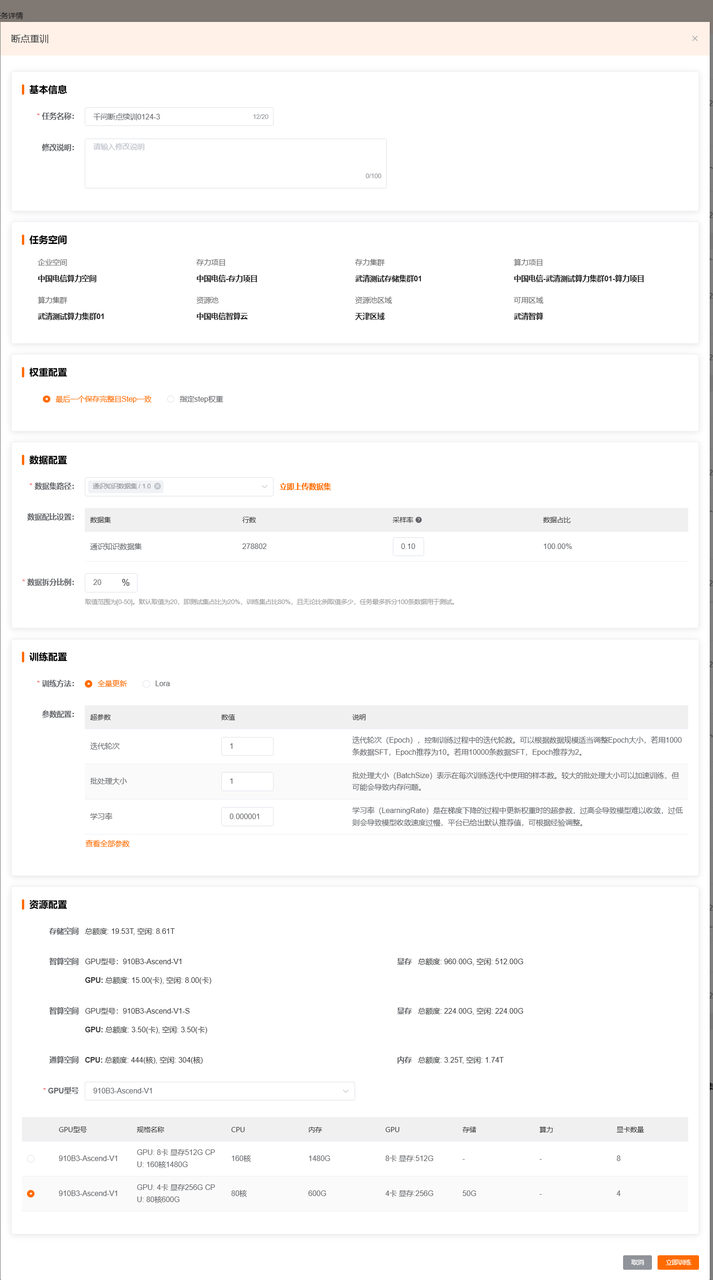 务详情
断点重训
基本信息
* 任务名称: 千问断点续训0124-3 12/20
修改说明: 请输入修改说明
0/100
任务空间
企业空间 存力项目 存力集群 算力项目
中国电信算力空间 中国电信-存力项目 武清测试存储集群01 中国电信-武清测试算力集群01-算力项目
算力集群 资源池 资源池区域 可用区域
武清测试算力集群01 中国电信智算云 天津区域 武清智算
权重配置
最后一个保存完整且Step一致 指定step权重
数据配置
* 数据集路径: 通识知识数据集 / 1.0 立即上传数据集
数据配比设置: 数据集 行数 采样率 数据占比
通识知识数据集 278802 0.10 100.00%
* 数据拆分比例: 20 %
取值范围为[0-50]。默认取值为20，即测试集占比为20%，训练集占比80%，且无论比例取值多少，任务最多拆分100条数据用于测试。
训练配置
* 训练方法: 全量更新 Lora
参数配置: 超参数 数值 说明
迭代轮次 1 迭代轮次（Epoch），控制训练过程中的迭代轮数。可以根据数据规模适当调整Epoch大小，若用1000
条数据SFT，Epoch推荐为10。若用10000条数据SFT，Epoch推荐为2。
批处理大小 1 批处理大小（BatchSize）表示在每次训练迭代中使用的样本数。较大的批处理大小可以加速训练，但
可能会导致内存问题。
学习率 0.000001 学习率（LearningRate）是在梯度下降的过程中更新权重时的超参数，过高会导致模型难以收敛，过低
则会导致模型收敛速度过慢，平台已给出默认推荐值，可根据经验调整。
查看全部参数
资源配置
存储空间 总额度: 19.53T, 空闲: 8.61T
智算空间 GPU型号：910B3-Ascend-V1 显存 总额度: 960.00G, 空闲: 512.00G
GPU: 总额度: 15.00(卡), 空闲: 8.00(卡)
智算空间 GPU型号：910B3-Ascend-V1-S 显存 总额度: 224.00G, 空闲: 224.00G
GPU: 总额度: 3.50(卡), 空闲: 3.50(卡)
通算空间 CPU: 总额度: 444(核), 空闲: 304(核) 内存 总额度: 3.25T, 空闲: 1.74T
* GPU型号 910B3-Ascend-V1
GPU型号 规格名称 CPU 内存 GPU 存储 算力 显卡数量
910B3-Ascend-V1 GPU: 8卡 显存512G CP
U: 160核1480G 160核 1480G 8卡 显存:512G - - 8
910B3-Ascend-V1 GPU: 4卡 显存256G CP
U: 80核600G 80核 600G 4卡 显存:256G 50G - 4
取消 立即训练